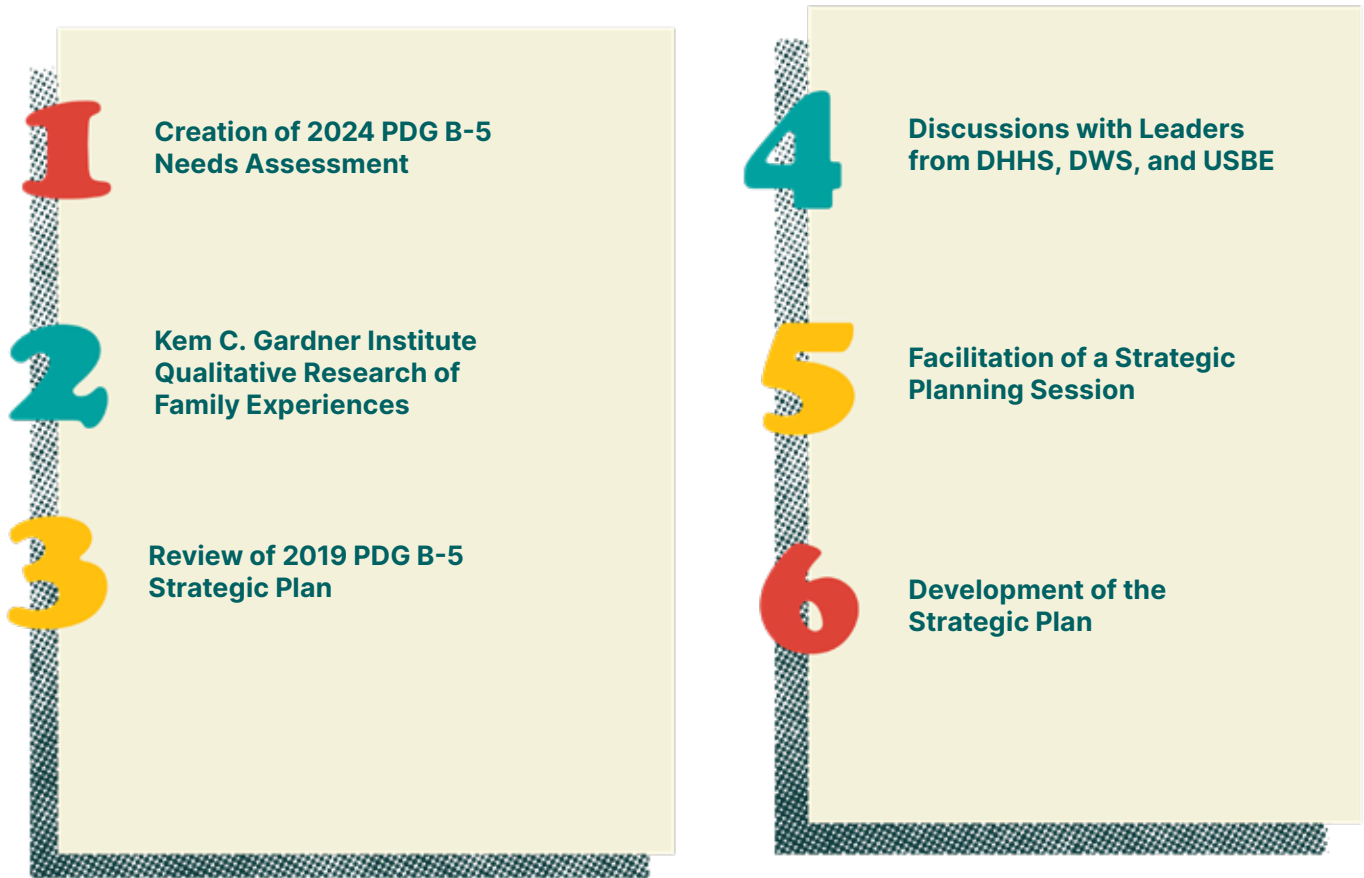 1
Creation of 2024 PDG B-5
Needs Assessment
2
Kem C. Gardner Institute
Qualitative Research of
Family Experiences
3
Review of 2019 PDG B-5
Strategic Plan
4
Discussions with Leaders
from DHHS, DWS, and USBE
5
Facilitation of a Strategic
Planning Session
6
Development of the
Strategic Plan